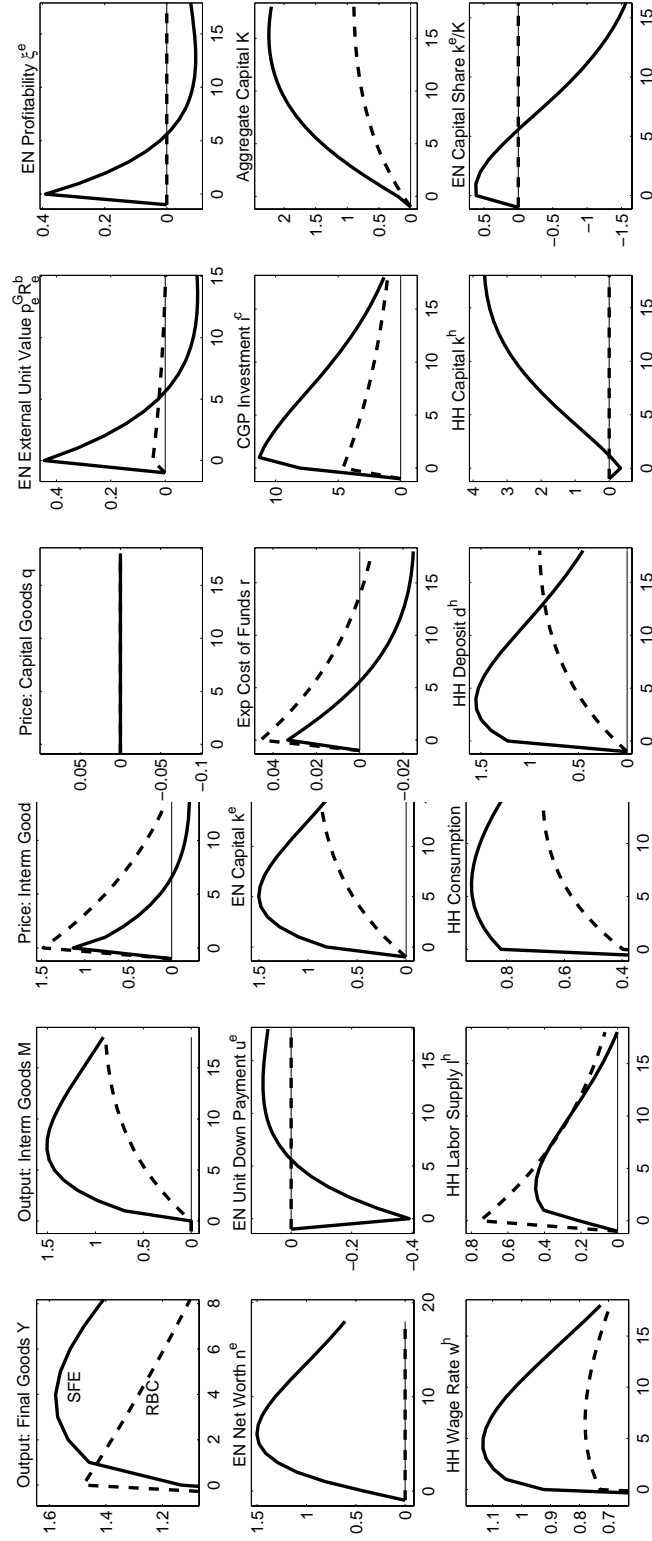 Output: Final Goods Y
SFE
RBC
1.6
1.4
1.2
0 2 4 6 8
Output: Interm Goods M
1.5
1
0.5
0
0 5 10 15
Price: Interm Good
1.5
1
0.5
0
0 5 10
Price: Capital Goods q
0.05
0
−0.05
−0.1
0 5 10 15
EN External Unit Value p^G_e R^b_e
0.4
0.2
0
0 5 10 15
EN Profitability ξ^e
0.4
0.2
0
0 5 10 15
EN Net Worth n^e
1.5
1
0.5
0
0 10 20
EN Unit Down Payment u^e
0
−0.2
−0.4
0 5 10 15
EN Capital k^e
1.5
1
0.5
0
0 5 10
Exp Cost of Funds r
0.04
0.02
0
−0.02
0 5 10 15
CGP Investment i^c
10
5
0
0 5 10 15
Aggregate Capital K
2
1.5
1
0.5
0
0 5 10 15
HH Wage Rate w^h
1.1
1
0.9
0.8
0.7
0 5 10 15
HH Labor Supply l^h
0.8
0.6
0.4
0.2
0
0 5 10 15
HH Consumption
0.8
0.6
0.4
0 5 10
HH Deposit d^h
1.5
1
0.5
0
0 5 10 15
HH Capital k^h
4
3
2
1
0
0 5 10 15
EN Capital Share k^e/K
0.5
0
−0.5
−1
−1.5
0 5 10 15